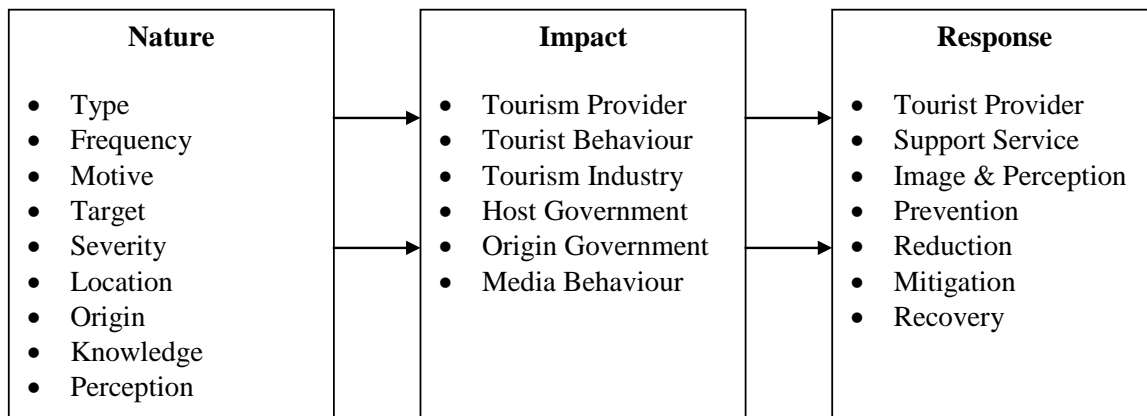 Nature
• Type
• Frequency
• Motive
• Target
• Severity
• Location
• Origin
• Knowledge
• Perception
Impact
• Tourism Provider
• Tourist Behaviour
• Tourism Industry
• Host Government
• Origin Government
• Media Behaviour
Response
• Tourist Provider
• Support Service
• Image & Perception
• Prevention
• Reduction
• Mitigation
• Recovery